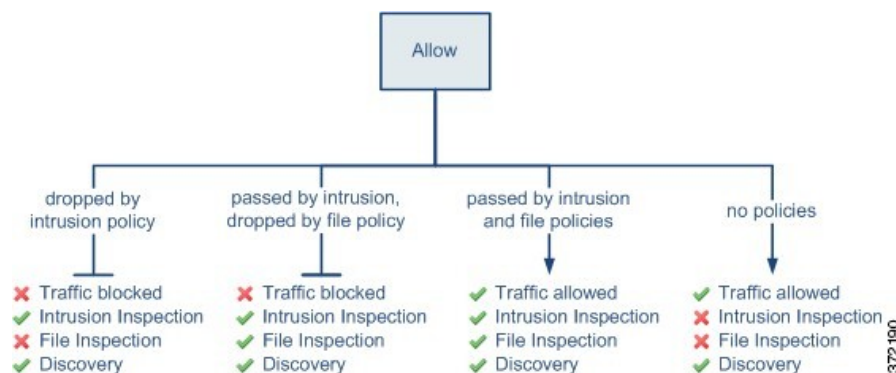 Allow
dropped by
intrusion policy
passed by intrusion,
dropped by file policy
passed by intrusion
and file policies
no policies
Traffic blocked
Intrusion Inspection
File Inspection
Discovery
Traffic blocked
Intrusion Inspection
File Inspection
Discovery
Traffic allowed
Intrusion Inspection
File Inspection
Discovery
Traffic allowed
Intrusion Inspection
File Inspection
Discovery
372190